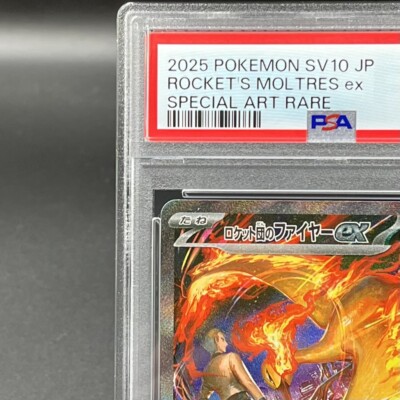 2025 POKEMON SV10 JP
ROCKET'S MOLTRES ex
SPECIAL ART RARE
PSA
たね
ロケット団のファイヤーex